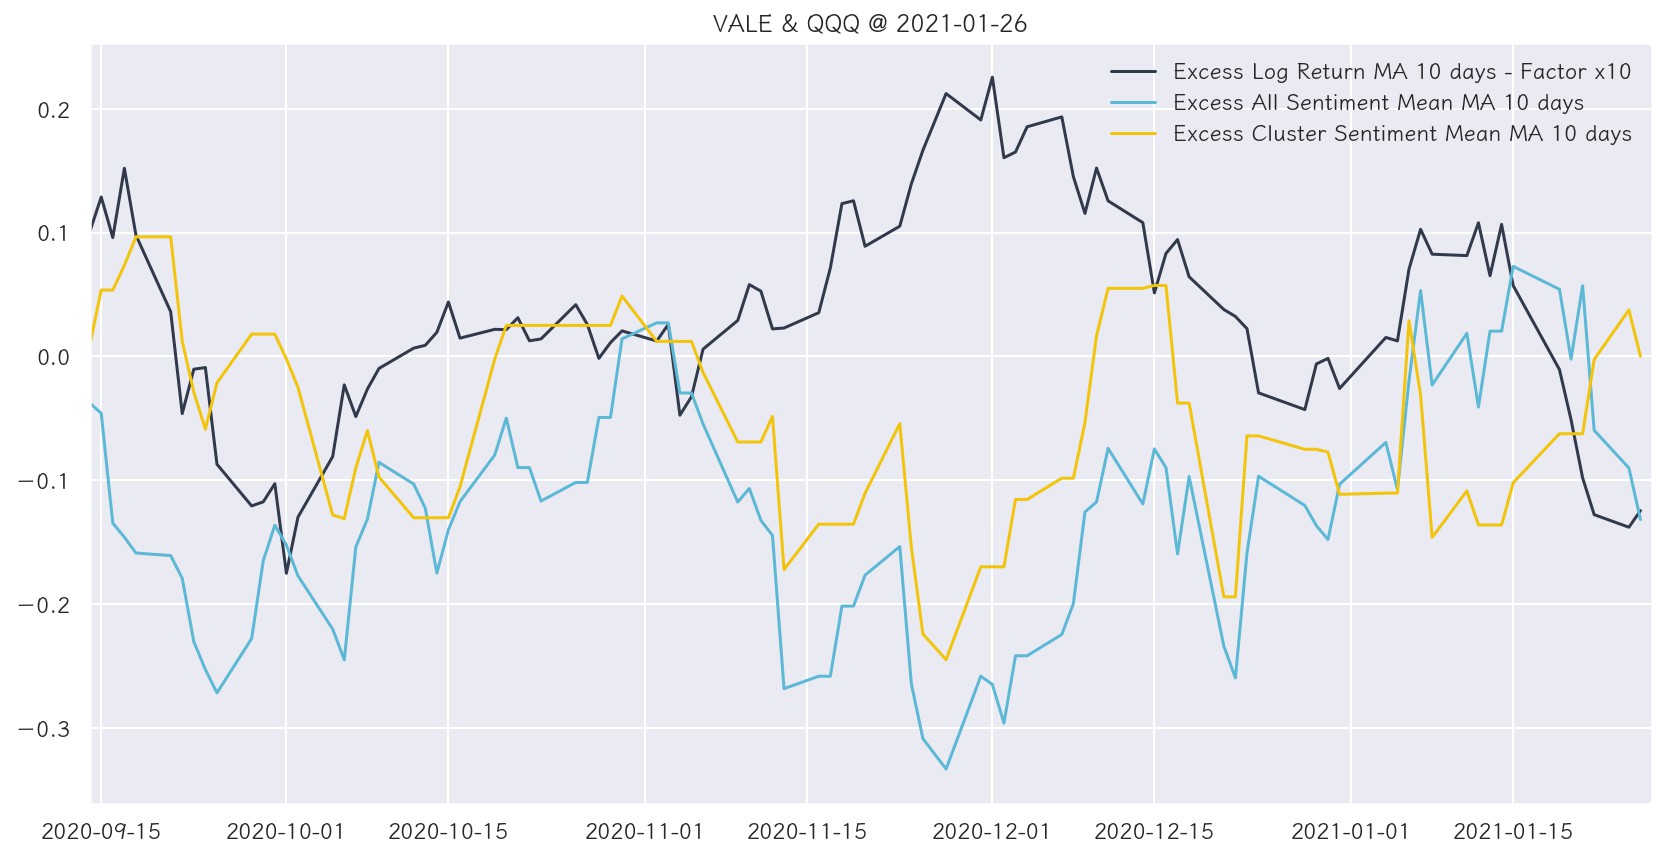 VALE & QQQ @ 2021-01-26
Excess Log Return MA 10 days - Factor x10
Excess All Sentiment Mean MA 10 days
Excess Cluster Sentiment Mean MA 10 days
0.2
0.1
0.0
−0.1
−0.2
−0.3
2020-09-15 2020-10-01 2020-10-15 2020-11-01 2020-11-15 2020-12-01 2020-12-15 2021-01-01 2021-01-15